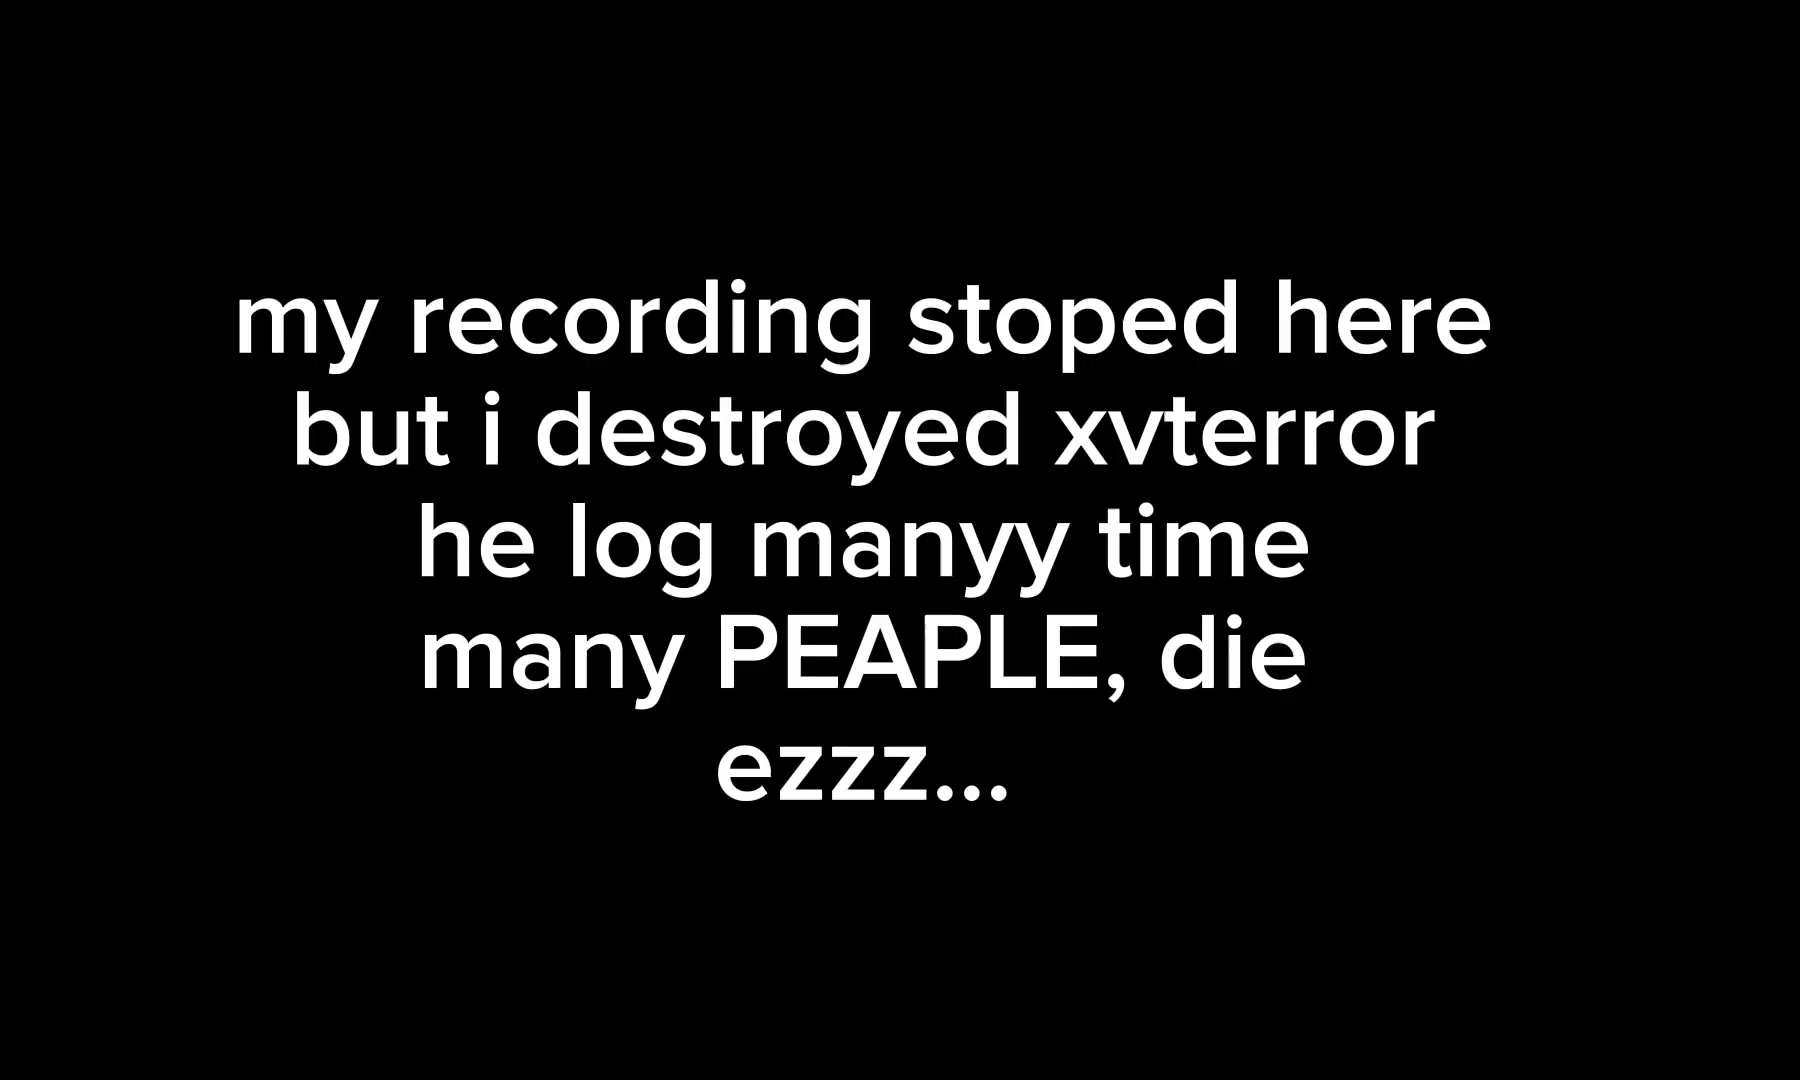 my recording stoped here
but i destroyed xvterror
he log manyy time
many PEAPLE, die
ezzz...